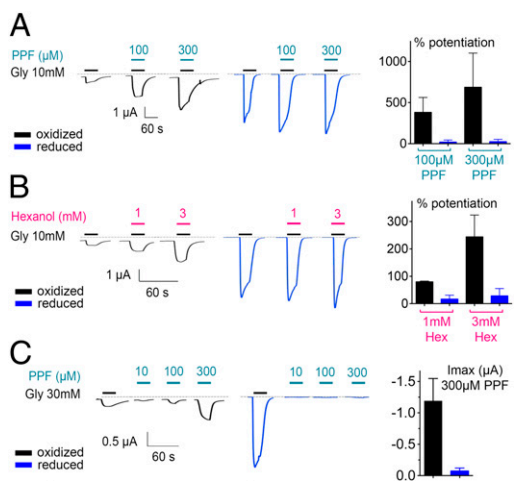 A
PPF (µM)
100
300
100
300
Gly 10mM
1 µA
60 s
oxidized
reduced
% potentiation
1000
500
0
100µM
PPF
300µM
PPF
B
Hexanol (mM)
1
3
1
3
Gly 10mM
1 µA
60 s
oxidized
reduced
% potentiation
300
200
100
0
1mM
Hex
3mM
Hex
C
PPF (µM)
10
100
300
10
100
300
Gly 30mM
0.5 µA
60 s
oxidized
reduced
Imax (µA)
300µM PPF
-1.5
-1.0
-0.5
0.0